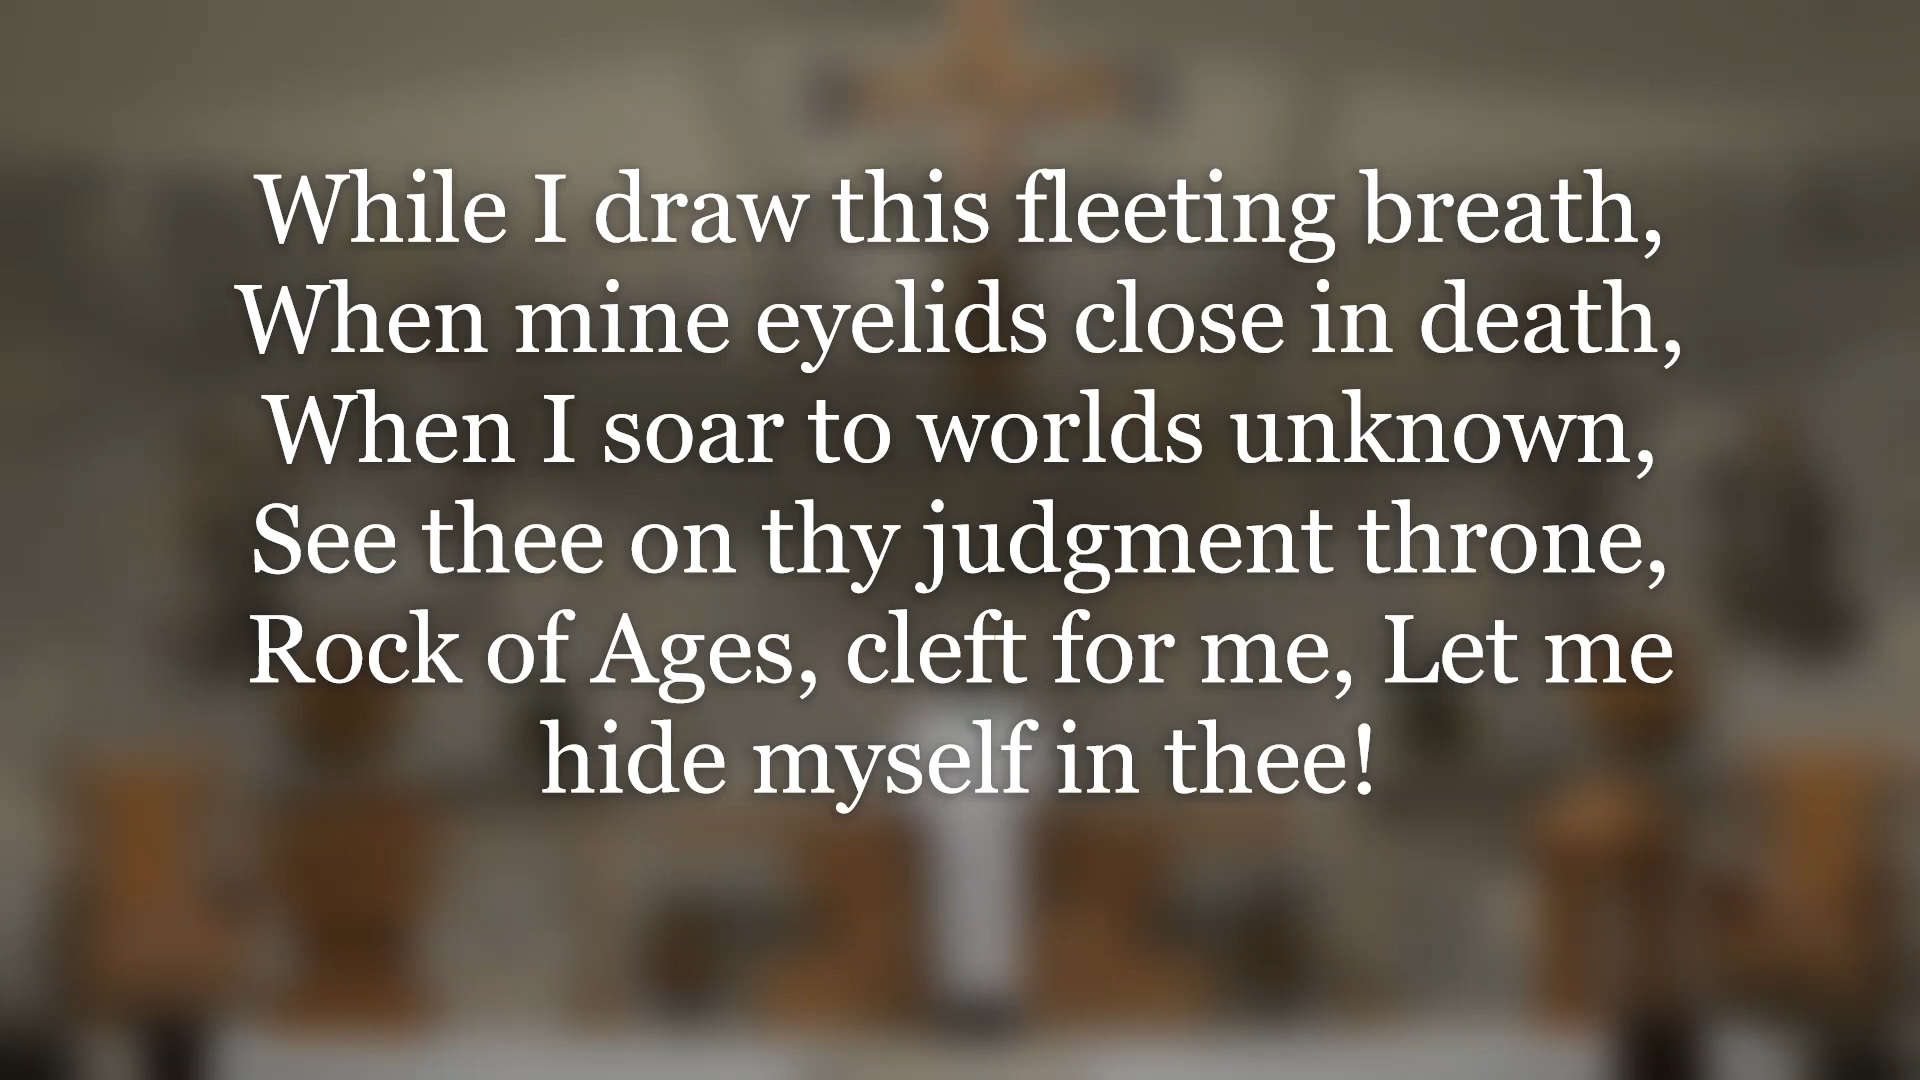 While I draw this fleeting breath,
When mine eyelids close in death,
When I soar to worlds unknown,
See thee on thy judgment throne,
Rock of Ages, cleft for me, Let me
hide myself in thee!